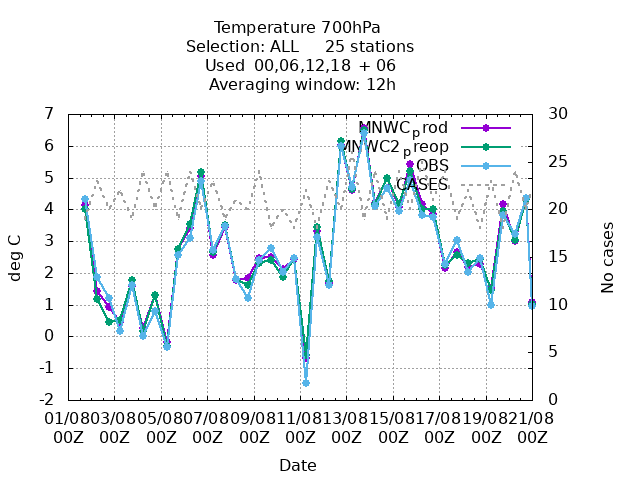 Temperature 700hPa
Selection: ALL 25 stations
Used 00,06,12,18 + 06
Averaging window: 12h
MNWC_prod
MNWC2_preop
OBS
CASES
deg C
No cases
7
6
5
4
3
2
1
0
-1
-2
30
25
20
15
10
5
0
01/08 03/08 05/08 07/08 09/08 11/08 13/08 15/08 17/08 19/08 21/08
00Z 00Z 00Z 00Z 00Z 00Z 00Z 00Z 00Z 00Z 00Z
Date